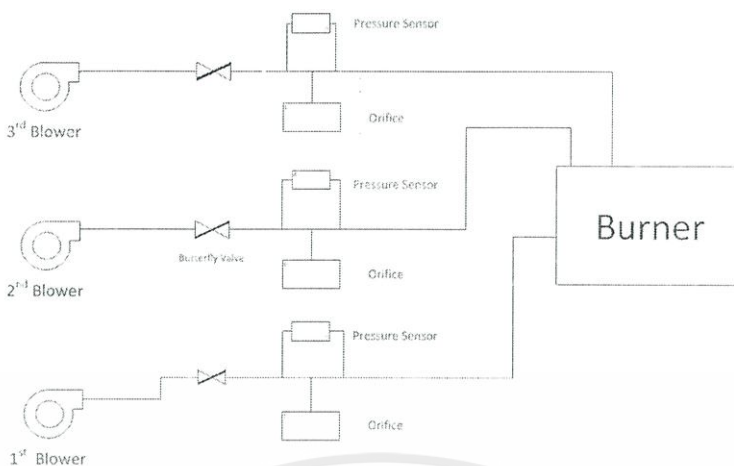 Pressure Sensor
Orifice
3rd Blower
Pressure Sensor
Burner
Butterfly Valve
Orifice
2nd Blower
Pressure Sensor
Orifice
1st Blower